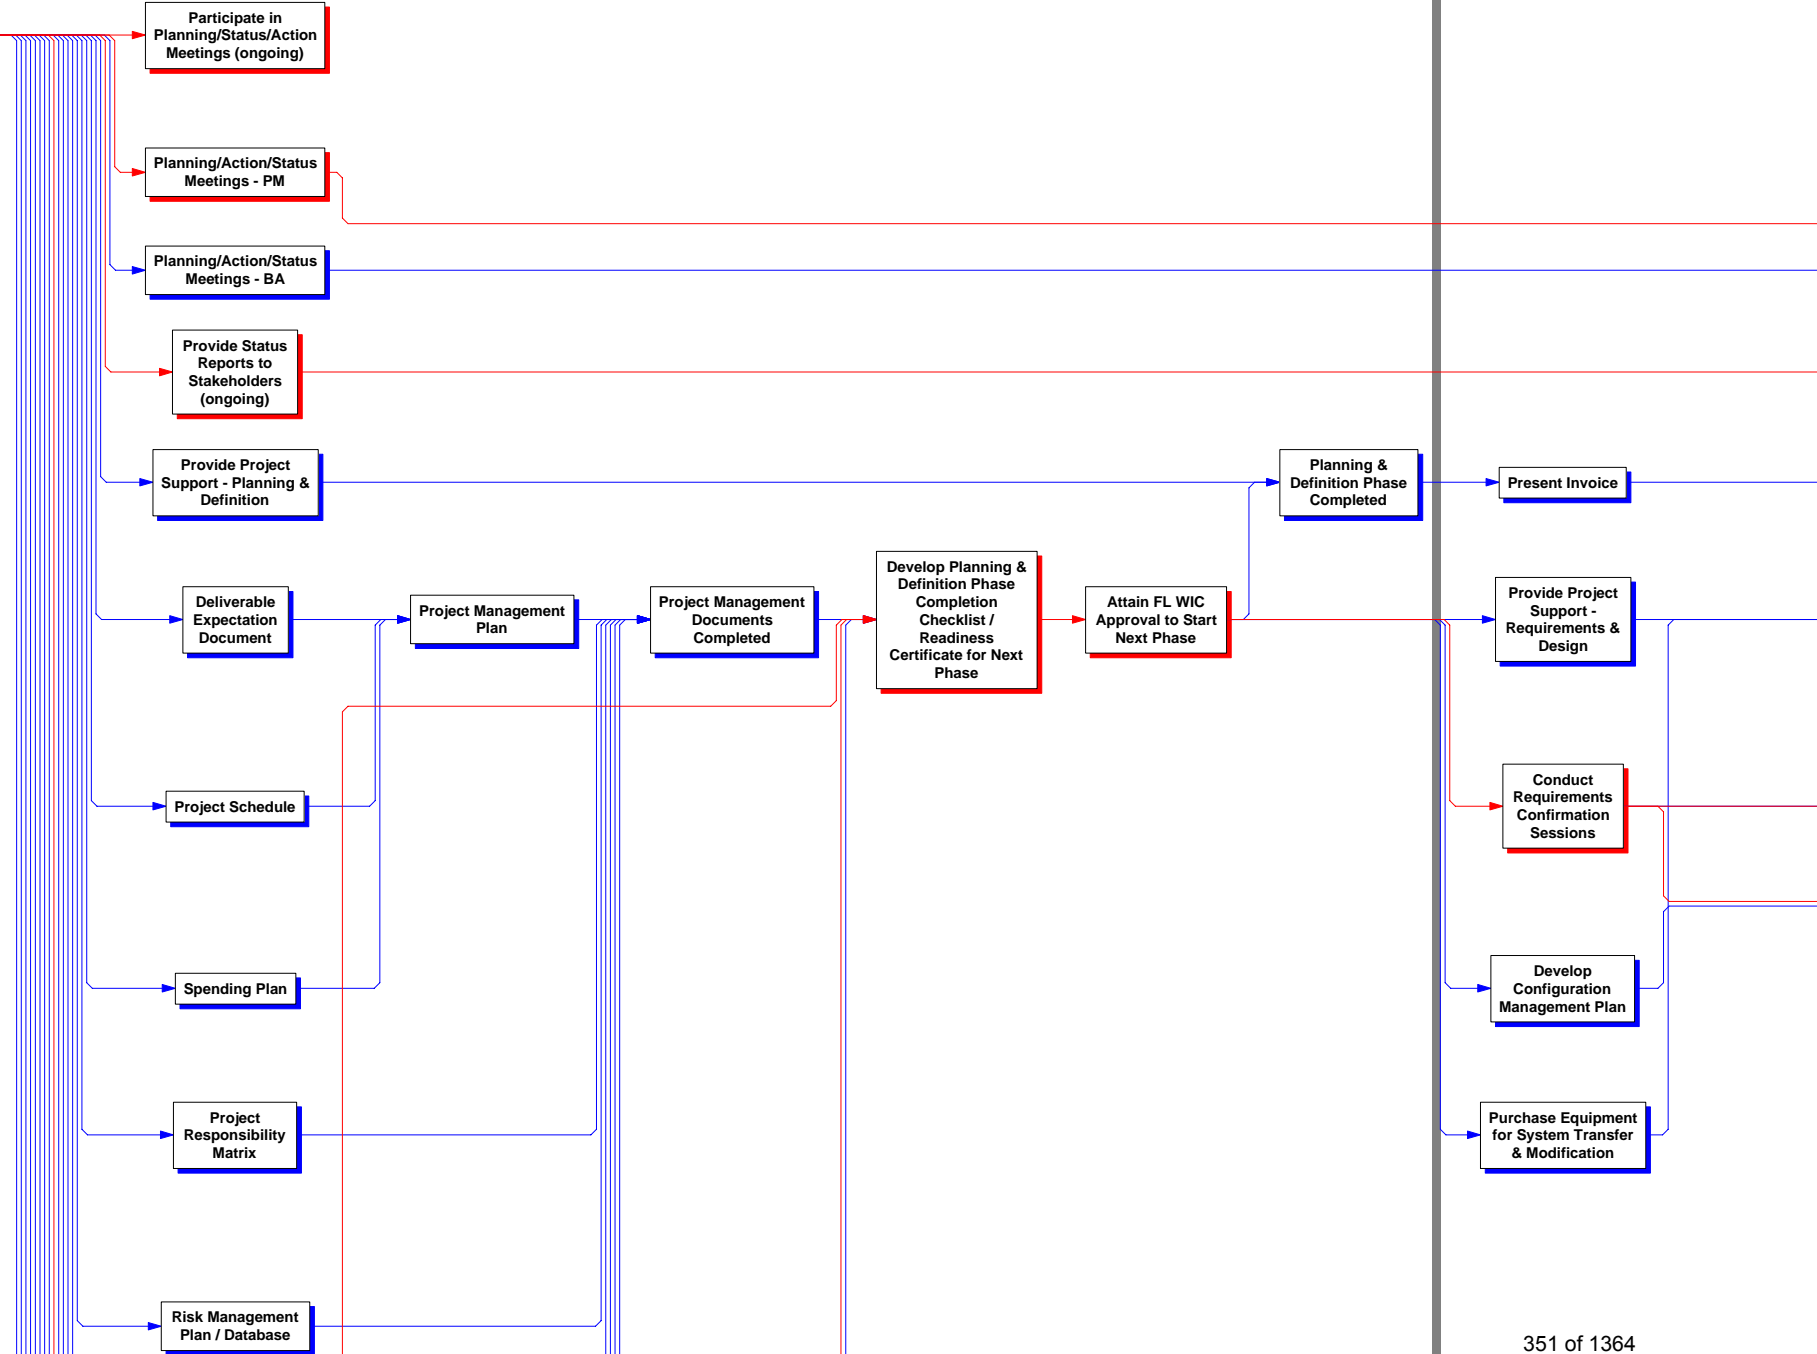 Participate in
Planning/Status/Action
Meetings (ongoing)
Planning/Action/Status
Meetings - PM
Planning/Action/Status
Meetings - BA
Provide Status
Reports to
Stakeholders
(ongoing)
Provide Project
Support - Planning &
Definition
Planning &
Definition Phase
Completed
Present Invoice
Deliverable
Expectation
Document
Project Management
Plan
Project Management
Documents
Completed
Develop Planning &
Definition Phase
Completion
Checklist /
Readiness
Certificate for Next
Phase
Attain FL WIC
Approval to Start
Next Phase
Provide Project
Support -
Requirements &
Design
Project Schedule
Conduct
Requirements
Confirmation
Sessions
Spending Plan
Develop
Configuration
Management Plan
Project
Responsibility
Matrix
Purchase Equipment
for System Transfer
& Modification
Risk Management
Plan / Database
351 of 1364